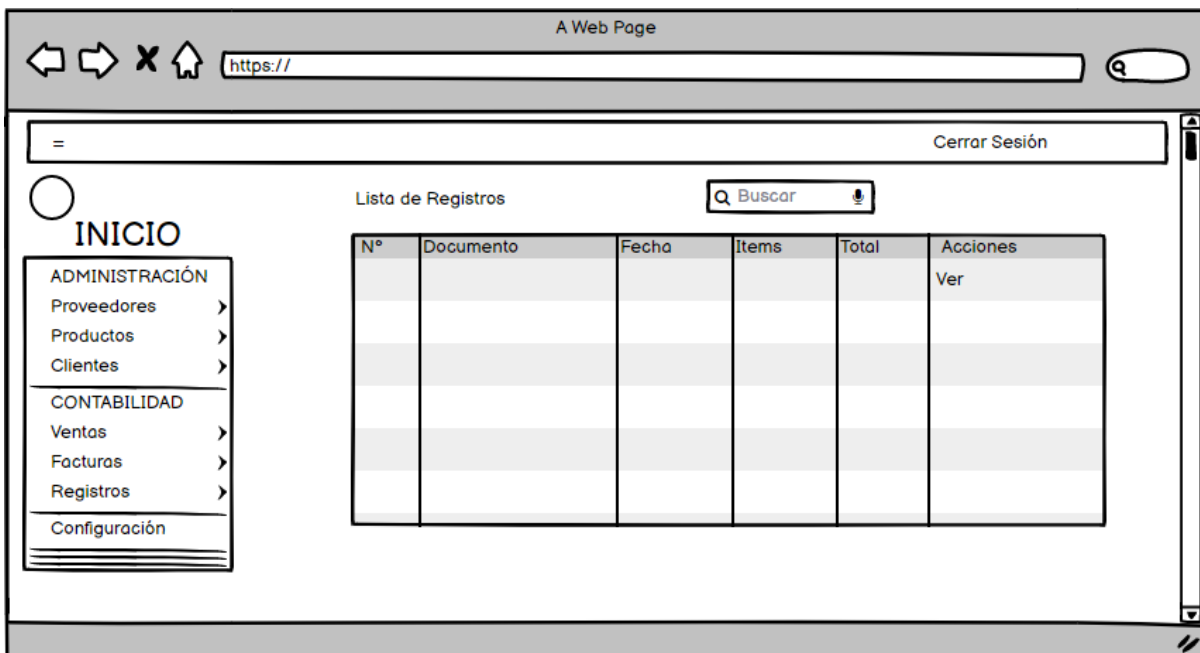 A Web Page
https://
= Cerrar Sesión
Lista de Registros Buscar
INICIO
N° Documento Fecha Items Total Acciones
Ver
ADMINISTRACIÓN
Proveedores
Productos
Clientes
CONTABILIDAD
Ventas
Facturas
Registros
Configuración